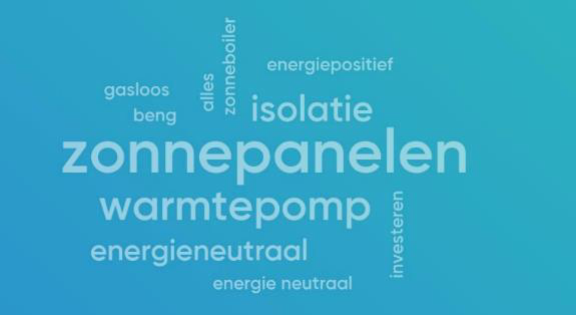 zonneboiler
energiepositief
alles
gasloos
isolatie
beng
zonnepanelen
warmtepomp
investeren
energieneutraal
energie neutraal